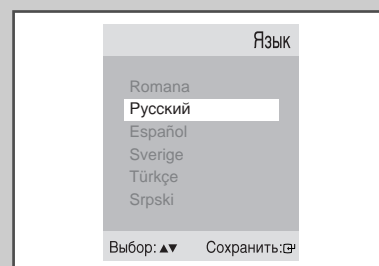 Язык
Romana
Русский
Español
Sverige
Türkçe
Srpski
Выбор:▲▼ Сохранить: